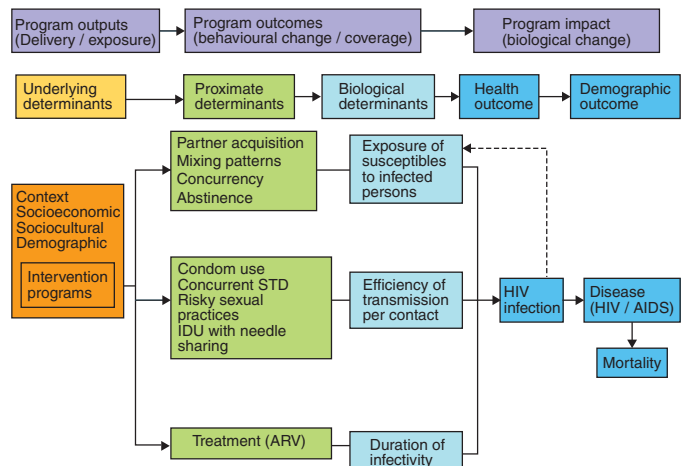 Program outputs
(Delivery / exposure)
Program outcomes
(behavioural change / coverage)
Program impact
(biological change)
Underlying
determinants
Proximate
determinants
Biological
determinants
Health
outcome
Demographic
outcome
Context
Socioeconomic
Sociocultural
Demographic
Intervention
programs
Partner acquisition
Mixing patterns
Concurrency
Abstinence
Exposure of
susceptibles
to infected
persons
Condom use
Concurrent STD
Risky sexual
practices
IDU with needle
sharing
Efficiency of
transmission
per contact
HIV
infection
Disease
(HIV / AIDS)
Mortality
Treatment (ARV)
Duration of
infectivity